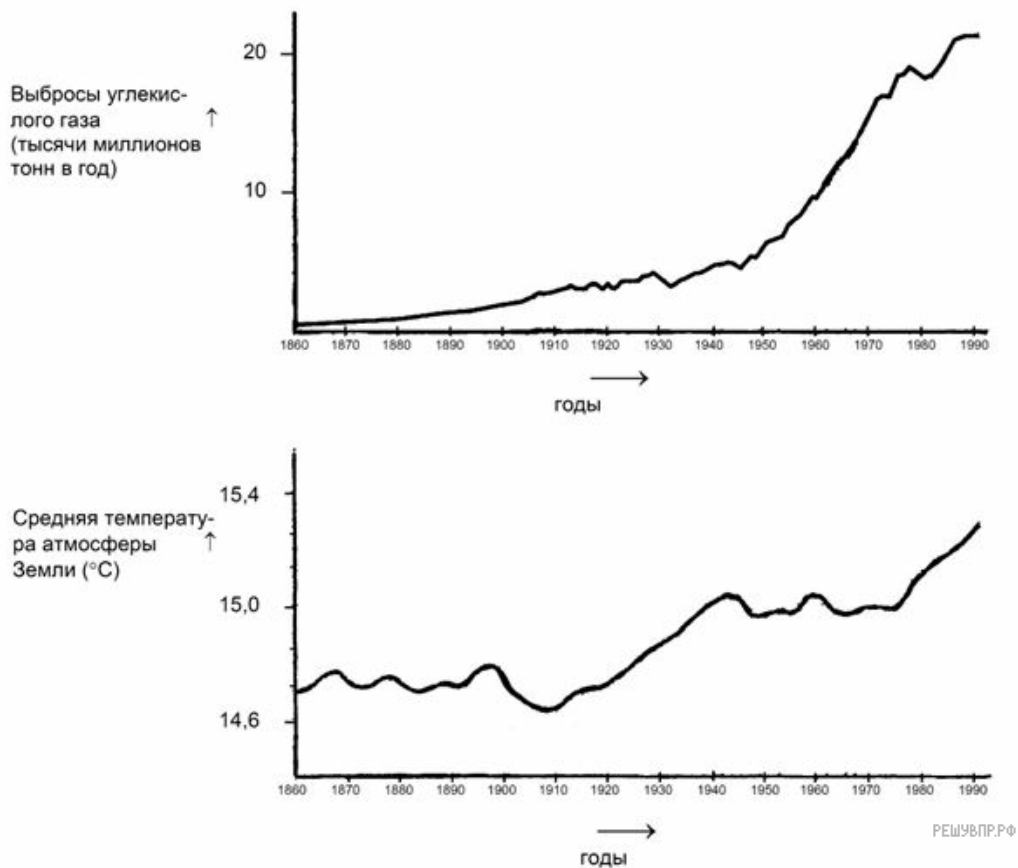 20
Выбросы углекис-
лого газа ↑
(тысячи миллионов
тонн в год)
10
1860 1870 1880 1890 1900 1910 1920 1930 1940 1950 1960 1970 1980 1990
годы
15,4
Средняя температу-
ра атмосферы ↑
Земли (°C)
15,0
14,6
1860 1870 1880 1890 1900 1910 1920 1930 1940 1950 1960 1970 1980 1990
РЕШУВПР.РФ
годы